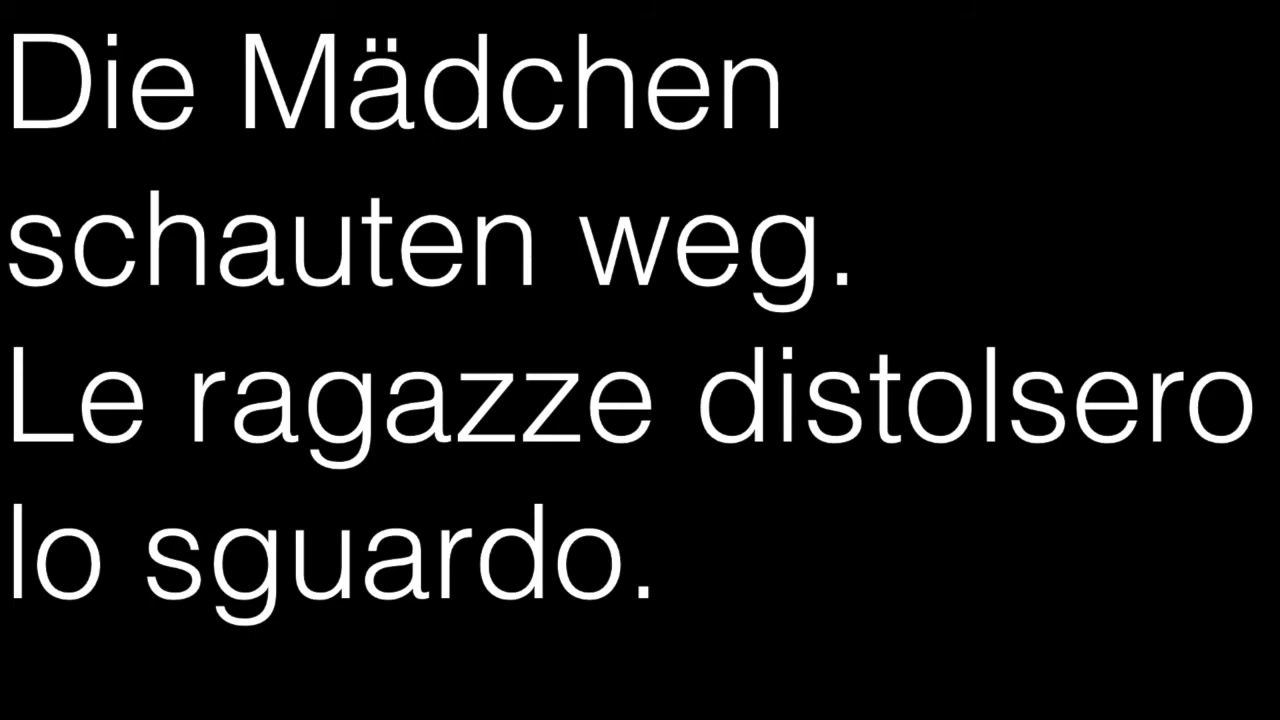 Die Mädchen
schauten weg.
Le ragazze distolsero
lo sguardo.